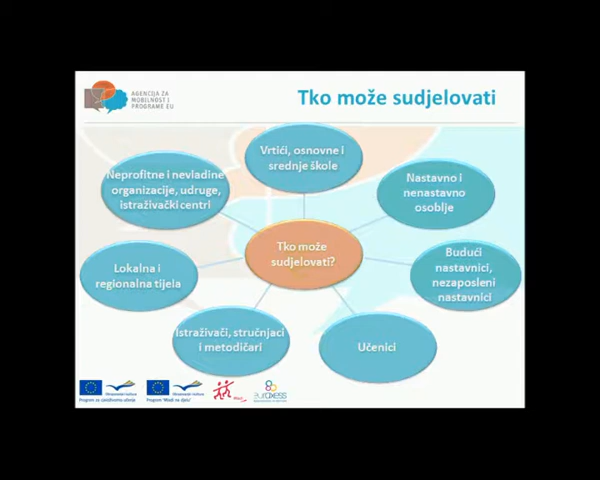 AGENCIJA ZA
MOBILNOST I
PROGRAME EU
Tko može sudjelovati
Vrtići, osnovne i
srednje škole
Neprofitne i nevladine
organizacije, udruge,
istraživački centri
Nastavno i
nenastavno
osoblje
Tko može
sudjelovati?
Lokalna i
regionalna tijela
Budući
nastavnici,
nezaposleni
nastavnici
Istraživači, stručnjaci
i metodičari
Učenici
Program za cjeloživotno učenje
Program 'Mladi na djelu'
euraxess